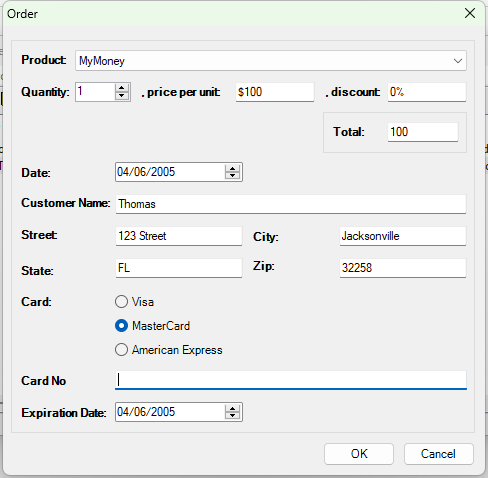 Order
Product: MyMoney
Quantity: 1 , price per unit: $100 , discount: 0%
Total: 100
Date: 04/06/2005
Customer Name: Thomas
Street: 123 Street City: Jacksonville
State: FL Zip: 32258
Card: Visa
MasterCard
American Express
Card No
Expiration Date: 04/06/2005
OK Cancel